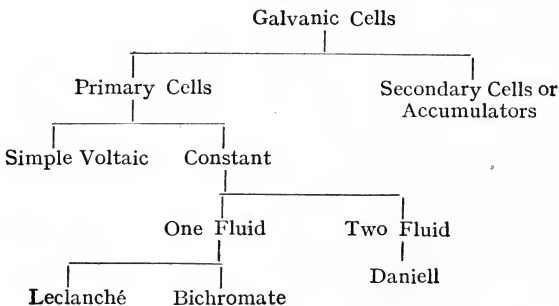 Galvanic Cells
Primary Cells
Secondary Cells or
Accumulators
Simple Voltaic
Constant
One Fluid
Two Fluid
Daniell
Leclanché
Bichromate